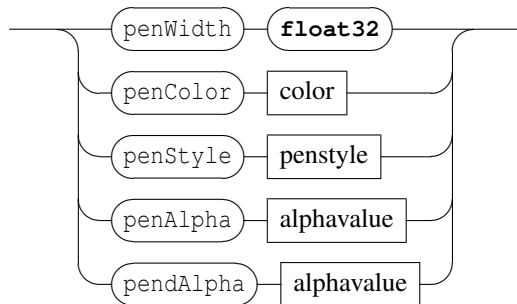 penWidth float32
penColor color
penStyle penstyle
penAlpha alphavalue
pendAlpha alphavalue